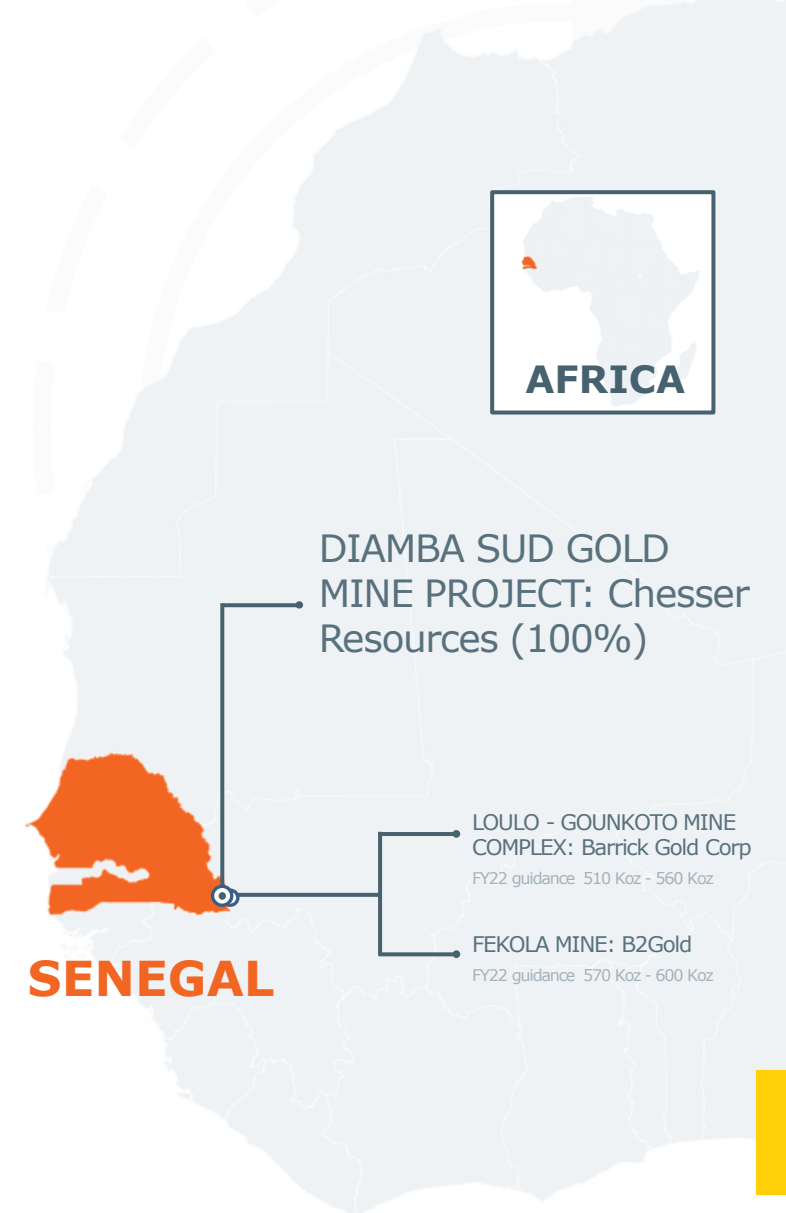 AFRICA
DIAMBA SUD GOLD
MINE PROJECT: Chesser
Resources (100%)
LOULO - GOUNKOTO MINE
COMPLEX: Barrick Gold Corp
FY22 guidance 510 Koz - 560 Koz
FEKOLA MINE: B2Gold
FY22 guidance 570 Koz - 600 Koz
SENEGAL